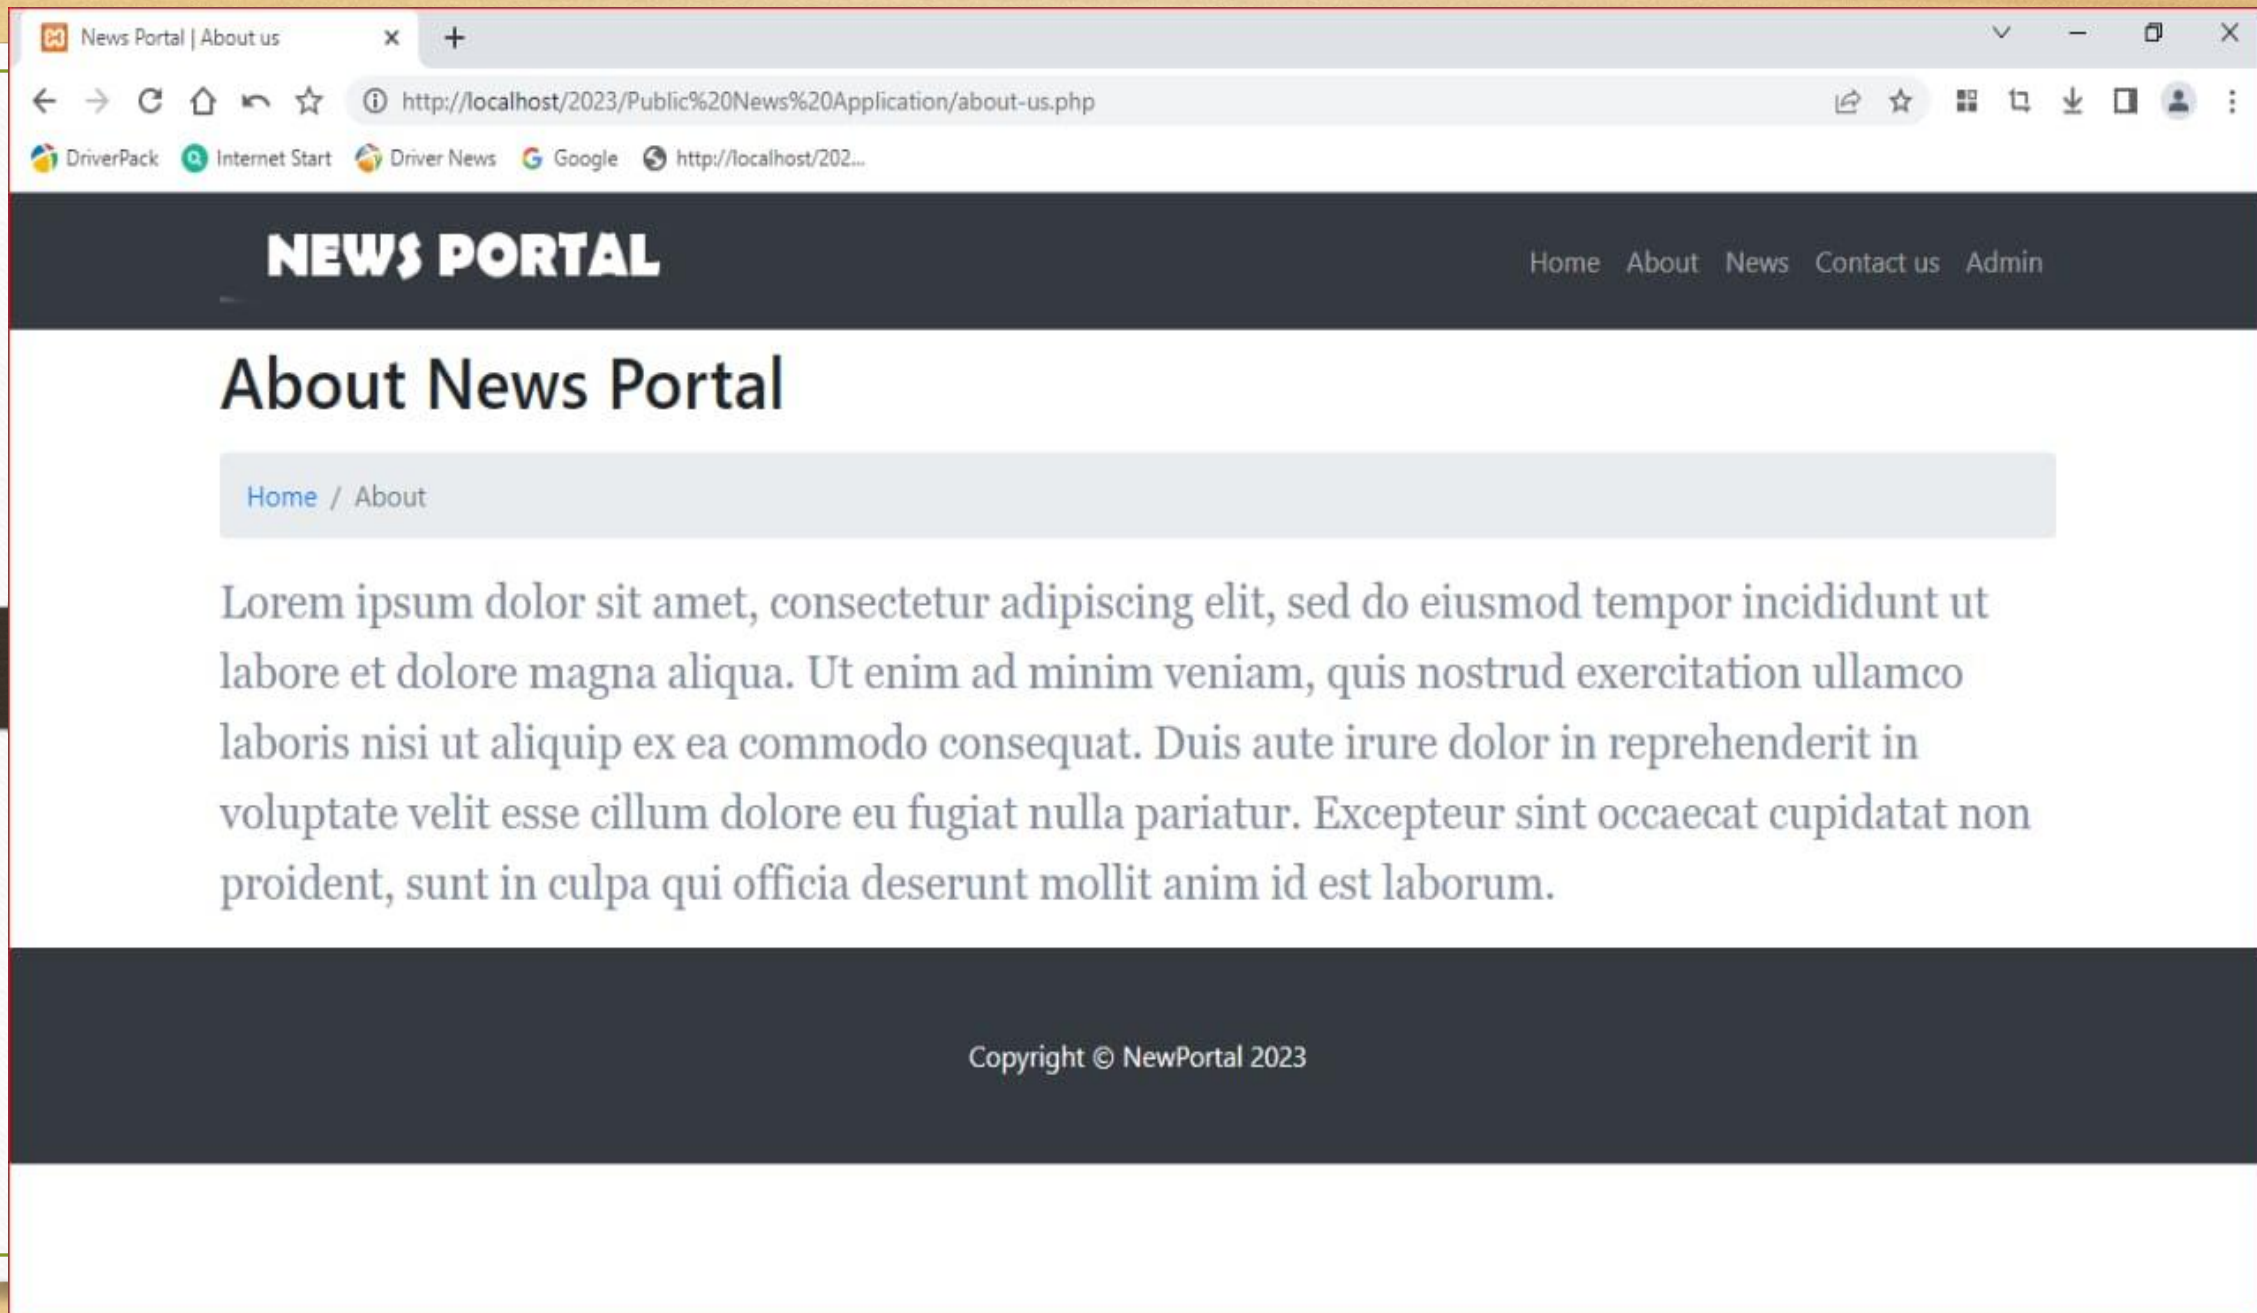 News Portal | About us
http://localhost/2023/Public%20News%20Application/about-us.php
DriverPack Internet Start Driver News Google http://localhost/202...
NEWS PORTAL
Home About News Contact us Admin
About News Portal
Home / About
Lorem ipsum dolor sit amet, consectetur adipiscing elit, sed do eiusmod tempor incididunt ut
labore et dolore magna aliqua. Ut enim ad minim veniam, quis nostrud exercitation ullamco
laboris nisi ut aliquip ex ea commodo consequat. Duis aute irure dolor in reprehenderit in
voluptate velit esse cillum dolore eu fugiat nulla pariatur. Excepteur sint occaecat cupidatat non
proident, sunt in culpa qui officia deserunt mollit anim id est laborum.
Copyright © NewPortal 2023